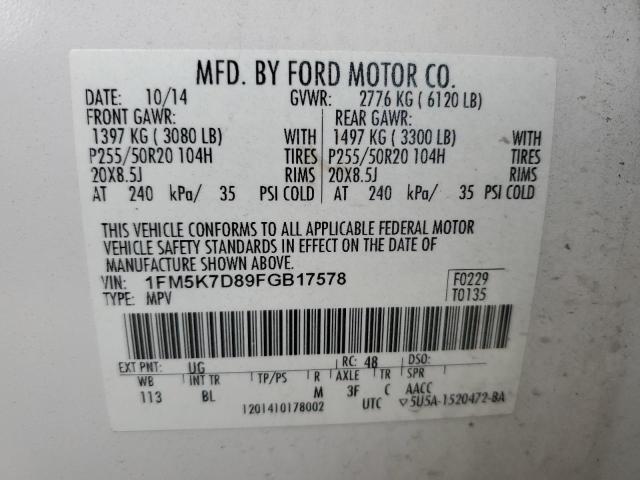 MFD. BY FORD MOTOR CO.
DATE: 10/14 GVWR: 2776 KG ( 6120 LB)
FRONT GAWR: REAR GAWR:
1397 KG ( 3080 LB) WITH 1497 KG ( 3300 LB) WITH
P255/50R20 104H TIRES P255/50R20 104H TIRES
20X8.5J RIMS 20X8.5J RIMS
AT 240 kPa/ 35 PSI COLD AT 240 kPa/ 35 PSI COLD
THIS VEHICLE CONFORMS TO ALL APPLICABLE FEDERAL MOTOR
VEHICLE SAFETY STANDARDS IN EFFECT ON THE DATE OF
MANUFACTURE SHOWN ABOVE.
VIN: 1FM5K7D89FGB17578 F0229
TYPE: MPV T0135
EXT PNT: UG RC: 48 DSO:
WB INT TR TP/PS R AXLE TR SPR
113 BL M 3F C AACC
1201410178002 UTC ▽5U5A-1520472-BA